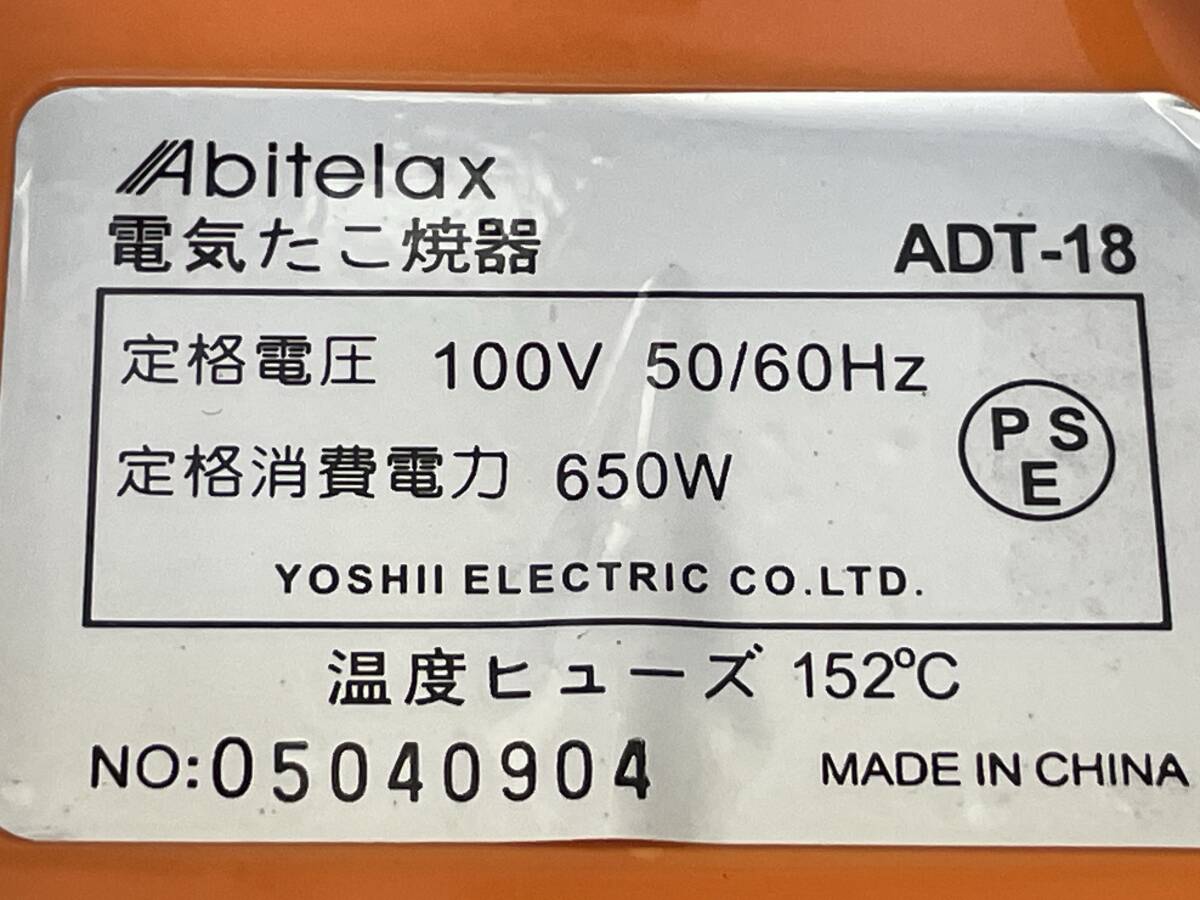 Abitelax
電気たこ焼器 ADT-18
定格電圧 100V 50/60Hz
定格消費電力 650W
PS
E
YOSHII ELECTRIC CO.LTD.
温度ヒューズ 152℃
NO:05040904 MADE IN CHINA